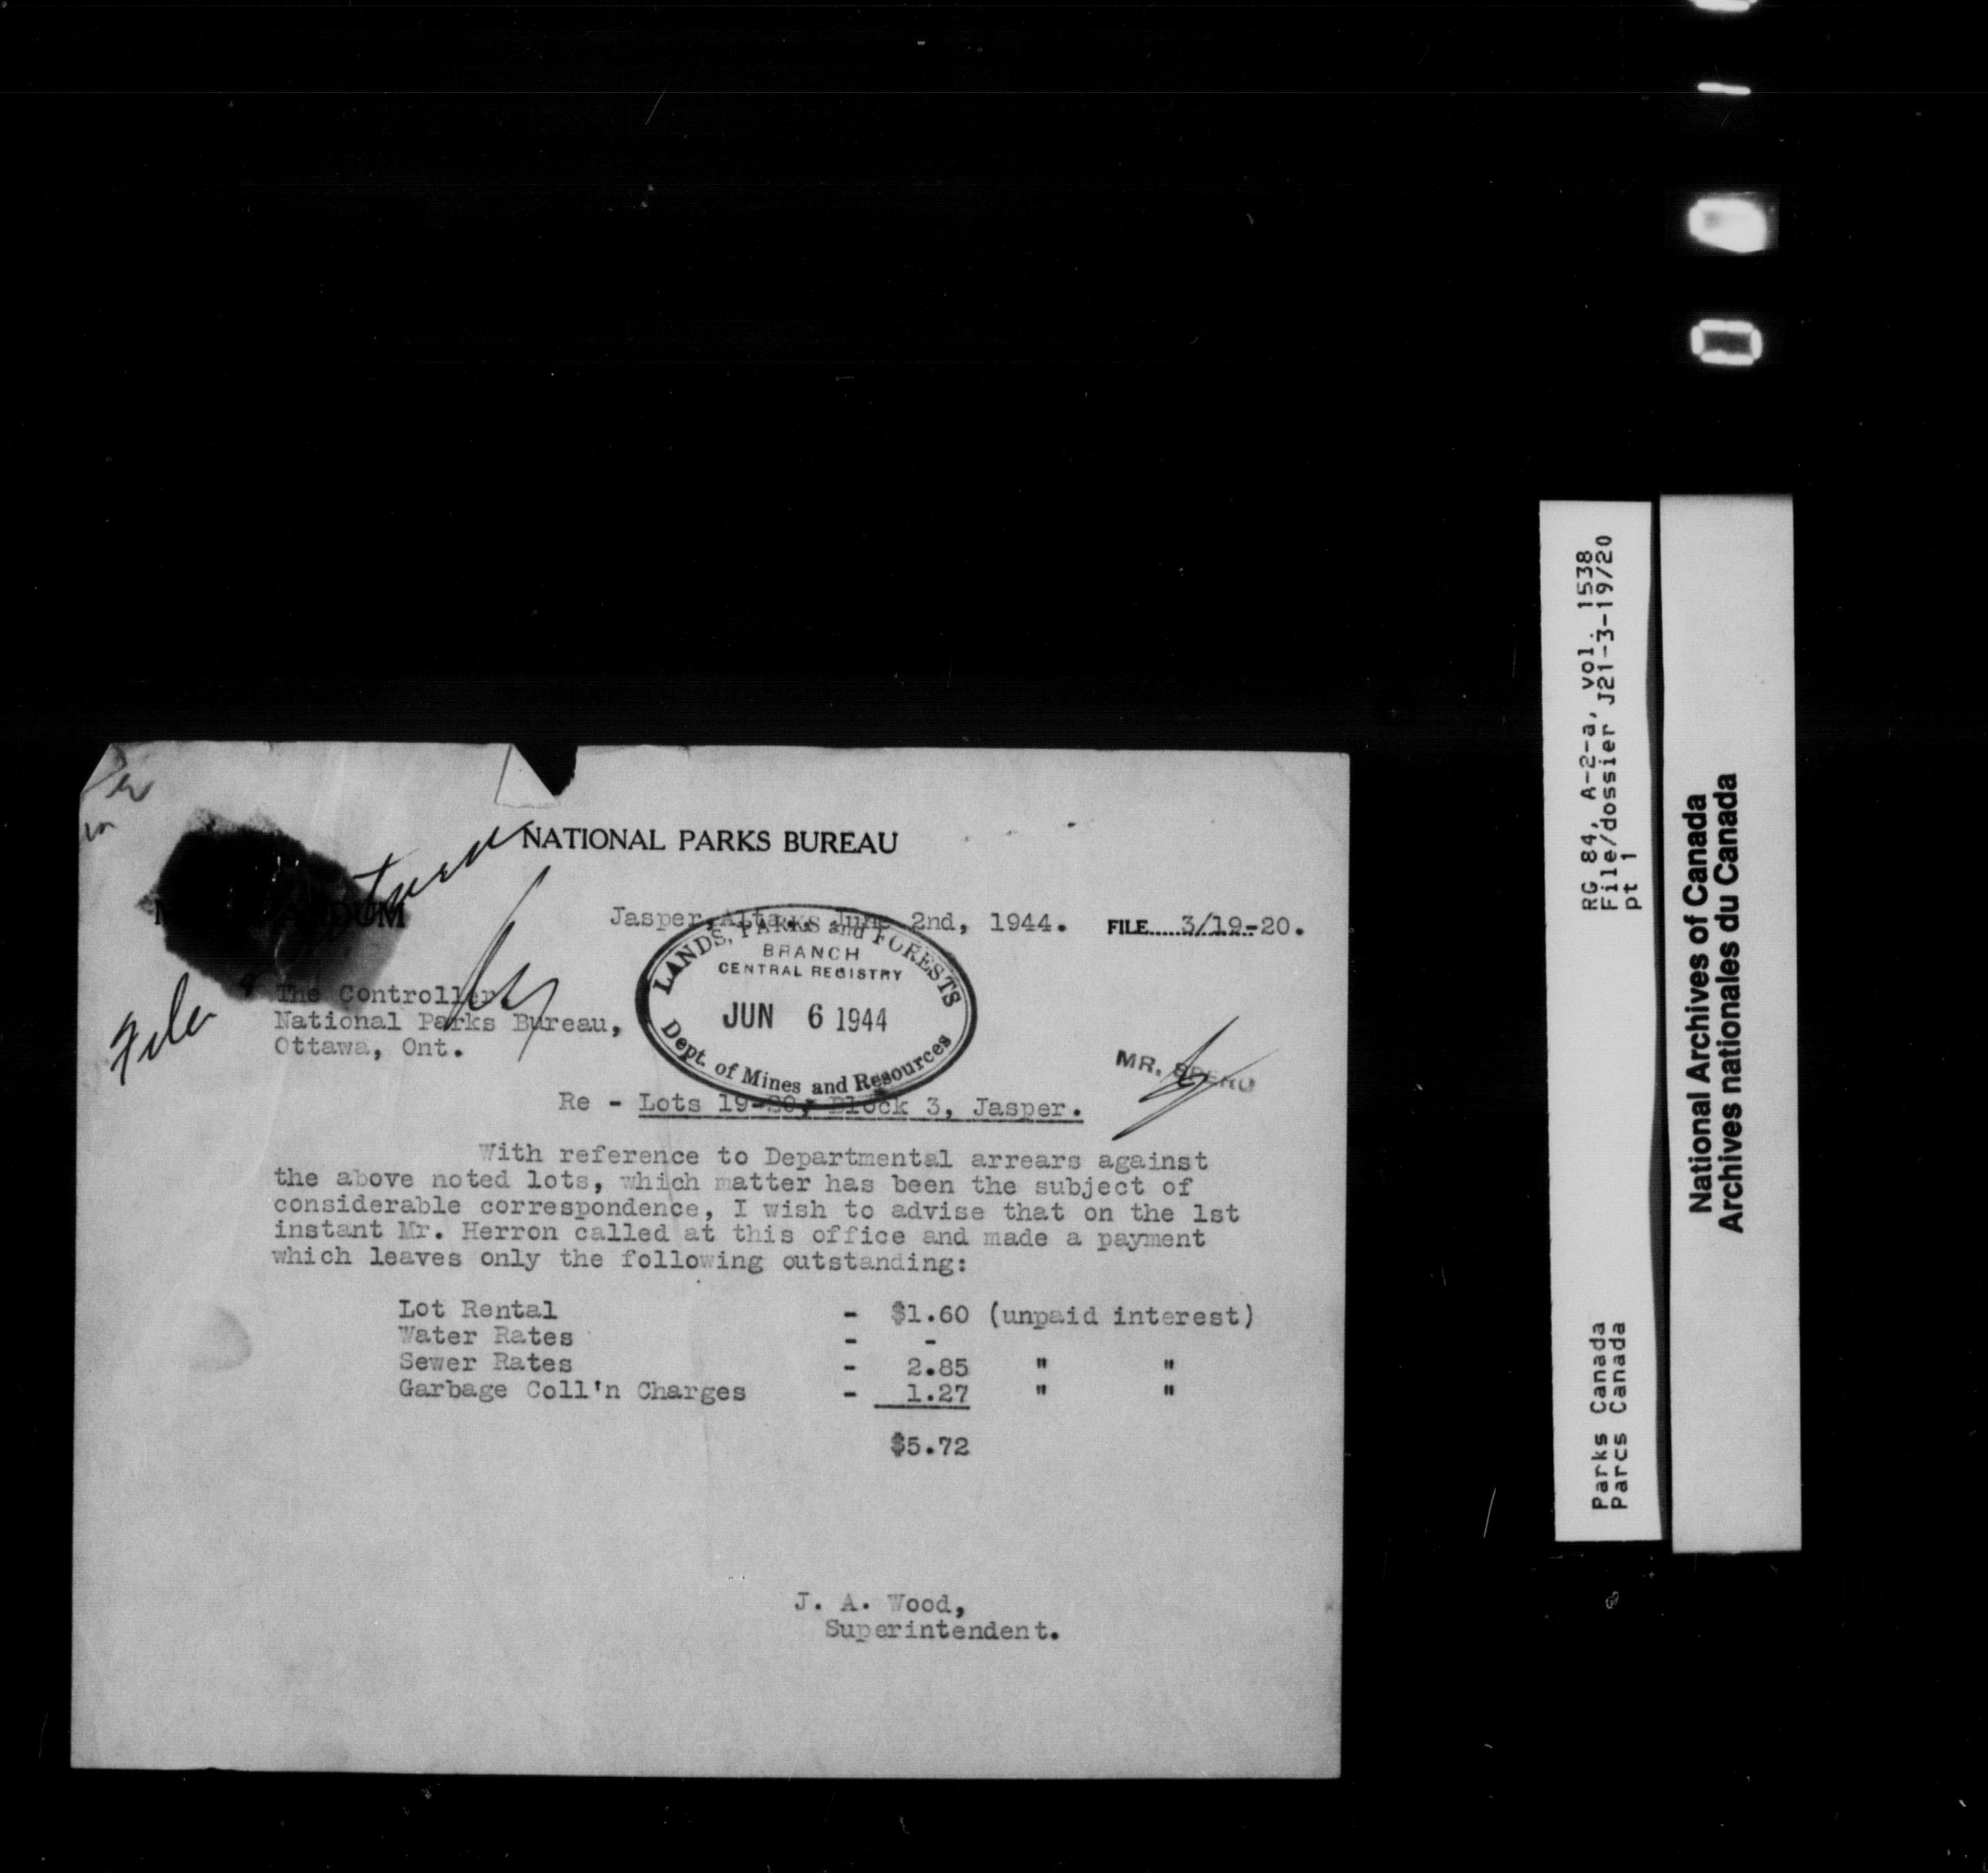 NATIONAL PARKS BUREAU
Jasper, Alta., June 2nd, 1944. FILE.....3/19-20.
The Controller
National Parks Bureau,
Ottawa, Ont.
LANDS, PARKS and FORESTS
BRANCH
CENTRAL REGISTRY
JUN 6 1944
Dept. of Mines and Resources
MR. SPERO
File
Re - Lots 19-20, Block 3, Jasper.
With reference to Departmental arrears against
the above noted lots, which matter has been the subject of
considerable correspondence, I wish to advise that on the 1st
instant Mr. Herron called at this office and made a payment
which leaves only the following outstanding:
Lot Rental - $1.60 (unpaid interest)
Water Rates - -
Sewer Rates - 2.85 " "
Garbage Coll'n Charges - 1.27 " "
$5.72
J. A. Wood,
Superintendent.
RG 84, A-2-a, vol. 1538
File/dossier J21-3-19/20
pt 1
Parks Canada
Parcs Canada
National Archives of Canada
Archives nationales du Canada